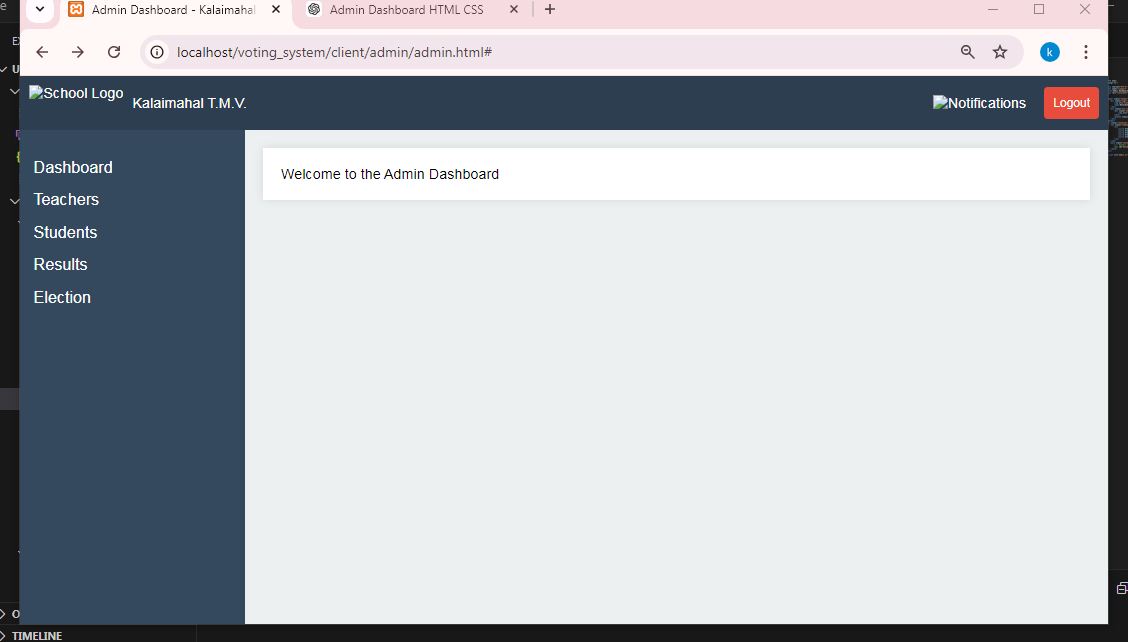 Admin Dashboard - Kalaimahal
Admin Dashboard HTML CSS
localhost/voting_system/client/admin/admin.html#
k
School Logo
Kalaimahal T.M.V.
Notifications
Logout
Dashboard
Teachers
Students
Results
Election
Welcome to the Admin Dashboard
TIMELINE